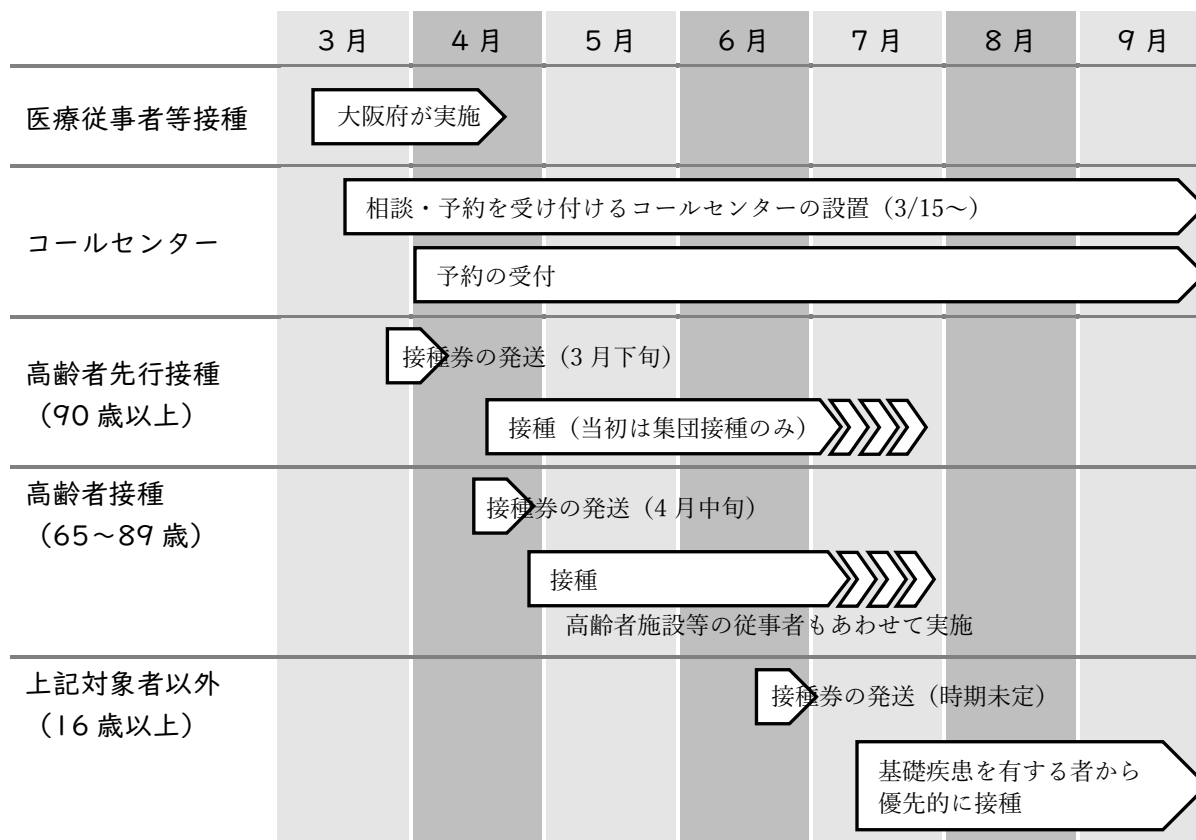 3月 4月 5月 6月 7月 8月 9月
医療従事者等接種
大阪府が実施
コールセンター
相談・予約を受け付けるコールセンターの設置（3/15～）
予約の受付
高齢者先行接種
（90歳以上）
接種券の発送（3月下旬）
接種（当初は集団接種のみ）
高齢者接種
（65～89歳）
接種券の発送（4月中旬）
接種
高齢者施設等の従事者もあわせて実施
上記対象者以外
（16歳以上）
接種券の発送（時期未定）
基礎疾患を有する者から
優先的に接種